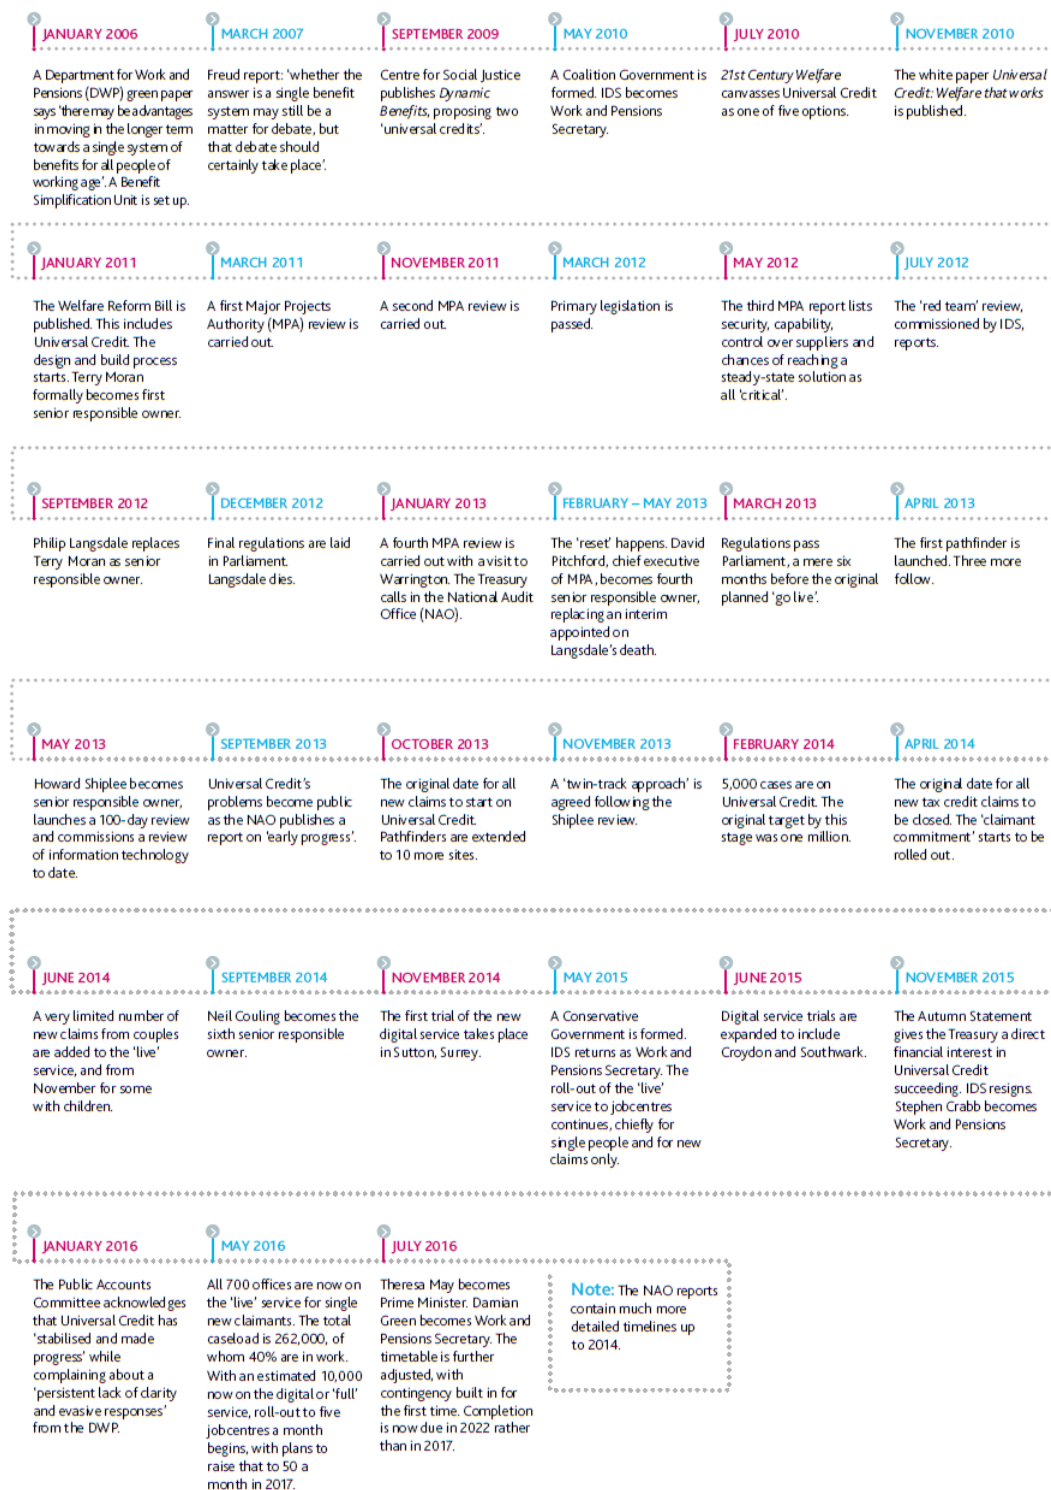 JANUARY 2006
A Department for Work and
Pensions (DWP) green paper
says 'there may be advantages
in moving in the longer term
towards a single system of
benefits for all people of
working age'. A Benefit
Simplification Unit is set up.
MARCH 2007
Freud report: 'whether the
answer is a single benefit
system may still be a
matter for debate, but
that debate should
certainly take place'.
SEPTEMBER 2009
Centre for Social Justice
publishes Dynamic
Benefits, proposing two
'universal credits'.
MAY 2010
A Coalition Government is
formed. IDS becomes
Work and Pensions
Secretary.
JULY 2010
21st Century Welfare
canvasses Universal Credit
as one of five options.
NOVEMBER 2010
The white paper Universal
Credit: Welfare that works
is published.
JANUARY 2011
The Welfare Reform Bill is
published. This includes
Universal Credit. The
design and build process
starts. Terry Moran
formally becomes first
senior responsible owner.
MARCH 2011
A first Major Projects
Authority (MPA) review is
carried out.
NOVEMBER 2011
A second MPA review is
carried out.
MARCH 2012
Primary legislation is
passed.
MAY 2012
The third MPA report lists
security, capability,
control over suppliers and
chances of reaching a
steady-state solution as
all 'critical'.
JULY 2012
The 'red team' review,
commissioned by IDS,
reports.
SEPTEMBER 2012
Philip Langsdale replaces
Terry Moran as senior
responsible owner.
DECEMBER 2012
Final regulations are laid
in Parliament.
Langsdale dies.
JANUARY 2013
A fourth MPA review is
carried out with a visit to
Warrington. The Treasury
calls in the National Audit
Office (NAO).
FEBRUARY – MAY 2013
The 'reset' happens. David
Pitchford, chief executive
of MPA, becomes fourth
senior responsible owner,
replacing an interim
appointed on
Langsdale's death.
MARCH 2013
Regulations pass
Parliament, a mere six
months before the original
planned 'go live'.
APRIL 2013
The first pathfinder is
launched. Three more
follow.
MAY 2013
Howard Shiplee becomes
senior responsible owner,
launches a 100-day review
and commissions a review
of information technology
to date.
SEPTEMBER 2013
Universal Credit's
problems become public
as the NAO publishes a
report on 'early progress'.
OCTOBER 2013
The original date for all
new claims to start on
Universal Credit.
Pathfinders are extended
to 10 more sites.
NOVEMBER 2013
A 'twin-track approach' is
agreed following the
Shiplee review.
FEBRUARY 2014
5,000 cases are on
Universal Credit. The
original target by this
stage was one million.
APRIL 2014
The original date for all
new tax credit claims to
be closed. The 'claimant
commitment' starts to be
rolled out.
JUNE 2014
A very limited number of
new claims from couples
are added to the 'live'
service, and from
November for some
with children.
SEPTEMBER 2014
Neil Couling becomes the
sixth senior responsible
owner.
NOVEMBER 2014
The first trial of the new
digital service takes place
in Sutton, Surrey.
MAY 2015
A Conservative
Government is formed.
IDS returns as Work and
Pensions Secretary. The
roll-out of the 'live'
service to jobcentres
continues, chiefly for
single people and for new
claims only.
JUNE 2015
Digital service trials are
expanded to include
Croydon and Southwark.
NOVEMBER 2015
The Autumn Statement
gives the Treasury a direct
financial interest in
Universal Credit
succeeding. IDS resigns.
Stephen Crabb becomes
Work and Pensions
Secretary.
JANUARY 2016
The Public Accounts
Committee acknowledges
that Universal Credit has
'stabilised and made
progress' while
complaining about a
'persistent lack of clarity
and evasive responses'
from the DWP.
MAY 2016
All 700 offices are now on
the 'live' service for single
new claimants. The total
caseload is 262,000, of
whom 40% are in work.
With an estimated 10,000
now on the digital or 'full'
service, roll-out to five
jobcentres a month
begins, with plans to
raise that to 50 a
month in 2017.
JULY 2016
Theresa May becomes
Prime Minister. Damian
Green becomes Work and
Pensions Secretary. The
timetable is further
adjusted, with
contingency built in for
the first time. Completion
is now due in 2022 rather
than in 2017.
Note: The NAO reports
contain much more
detailed timelines up
to 2014.